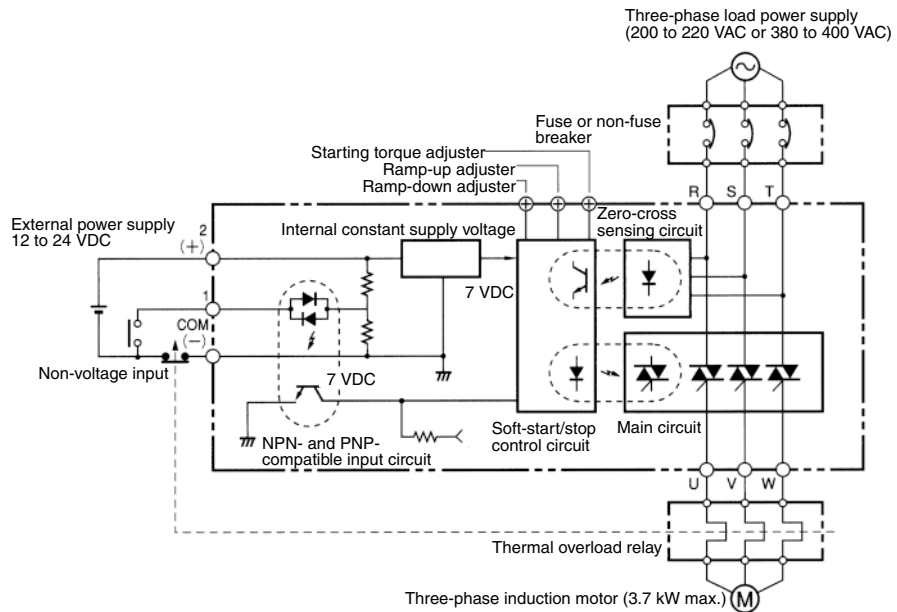 Three-phase load power supply
(200 to 220 VAC or 380 to 400 VAC)
Fuse or non-fuse
breaker
Starting torque adjuster
Ramp-up adjuster
Ramp-down adjuster
R S T
External power supply
12 to 24 VDC
2
(+)
Internal constant supply voltage
Zero-cross
sensing circuit
7 VDC
1
COM
(−)
Non-voltage input
7 VDC
NPN- and PNP-
compatible input circuit
Soft-start/stop
control circuit
Main circuit
U V W
Thermal overload relay
Three-phase induction motor (3.7 kW max.)
M